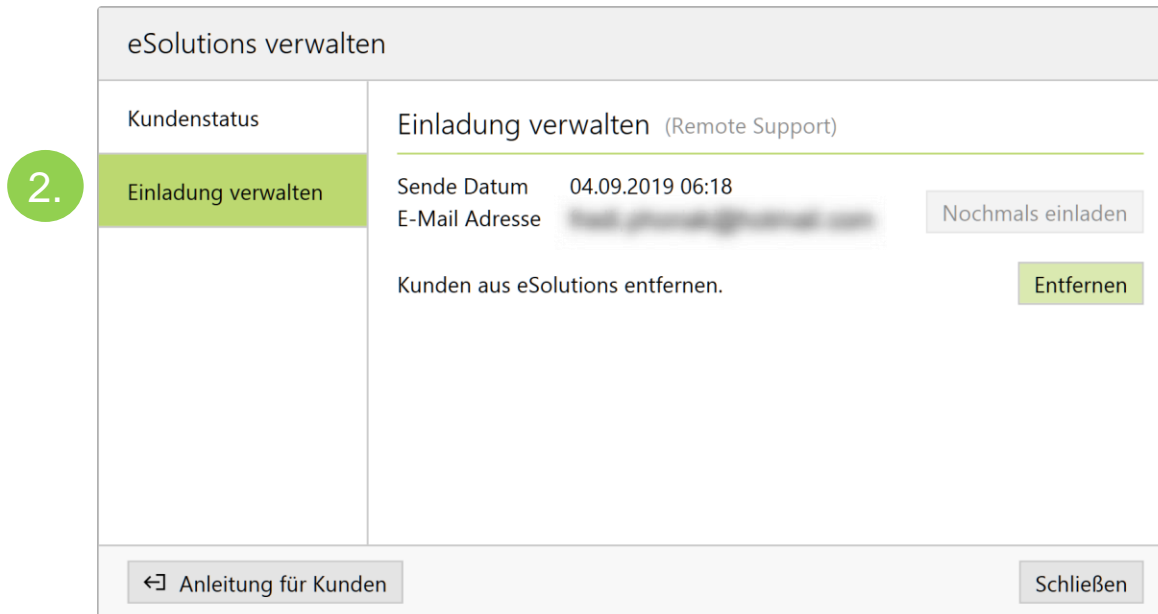 eSolutions verwalten
Kundenstatus
Einladung verwalten (Remote Support)
2.
Einladung verwalten
Sende Datum 04.09.2019 06:18
E-Mail Adresse
Nochmals einladen
Kunden aus eSolutions entfernen.
Entfernen
Anleitung für Kunden
Schließen